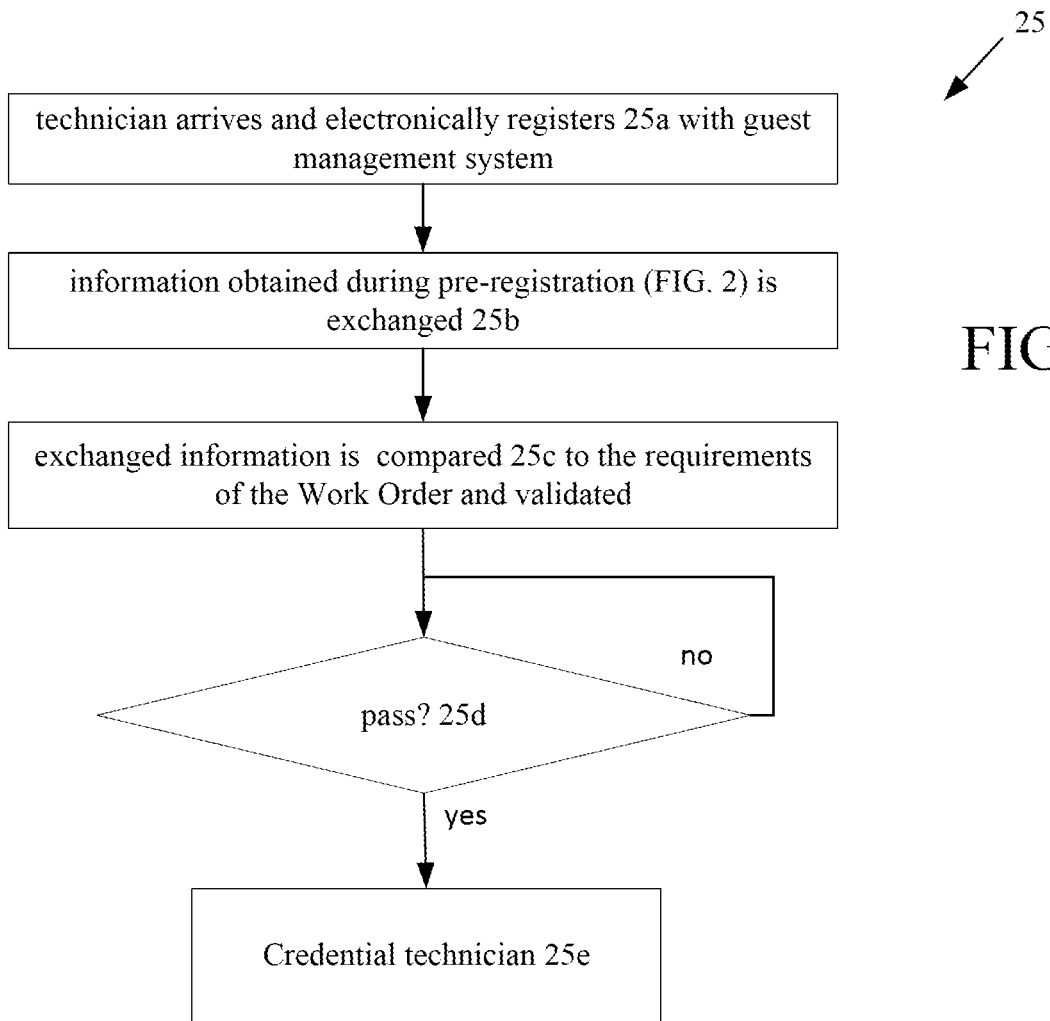 25
technician arrives and electronically registers 25a with guest
management system
information obtained during pre-registration (FIG. 2) is
exchanged 25b
FIG
exchanged information is compared 25c to the requirements
of the Work Order and validated
no
pass? 25d
yes
Credential technician 25e